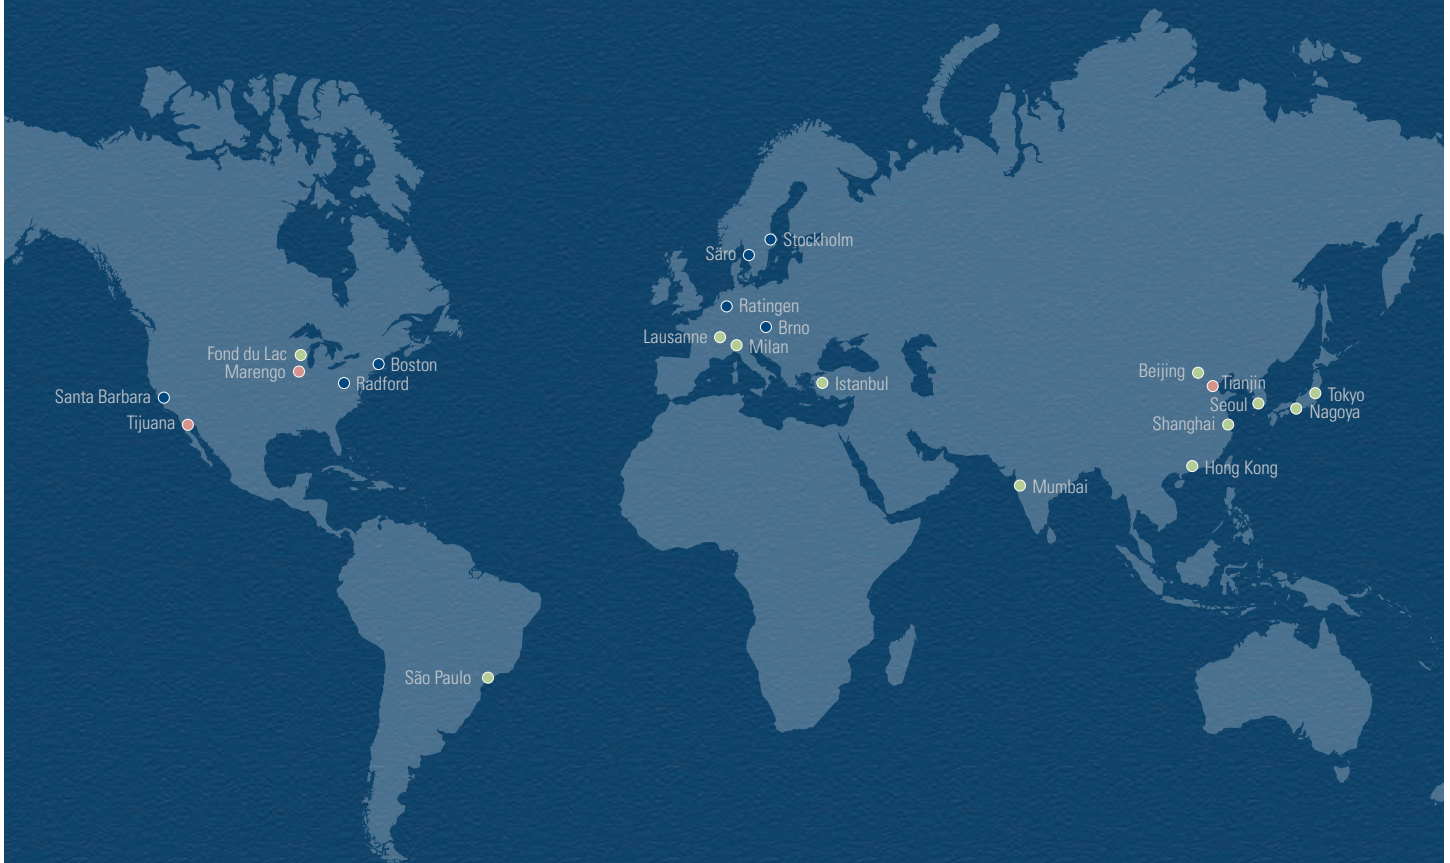 Stockholm
Säro
Ratingen
Brno
Lausanne
Milan
Fond du Lac
Marengo
Boston
Radford
Santa Barbara
Tijuana
Istanbul
Beijing
Tianjin
Seoul
Tokyo
Nagoya
Shanghai
Hong Kong
Mumbai
São Paulo